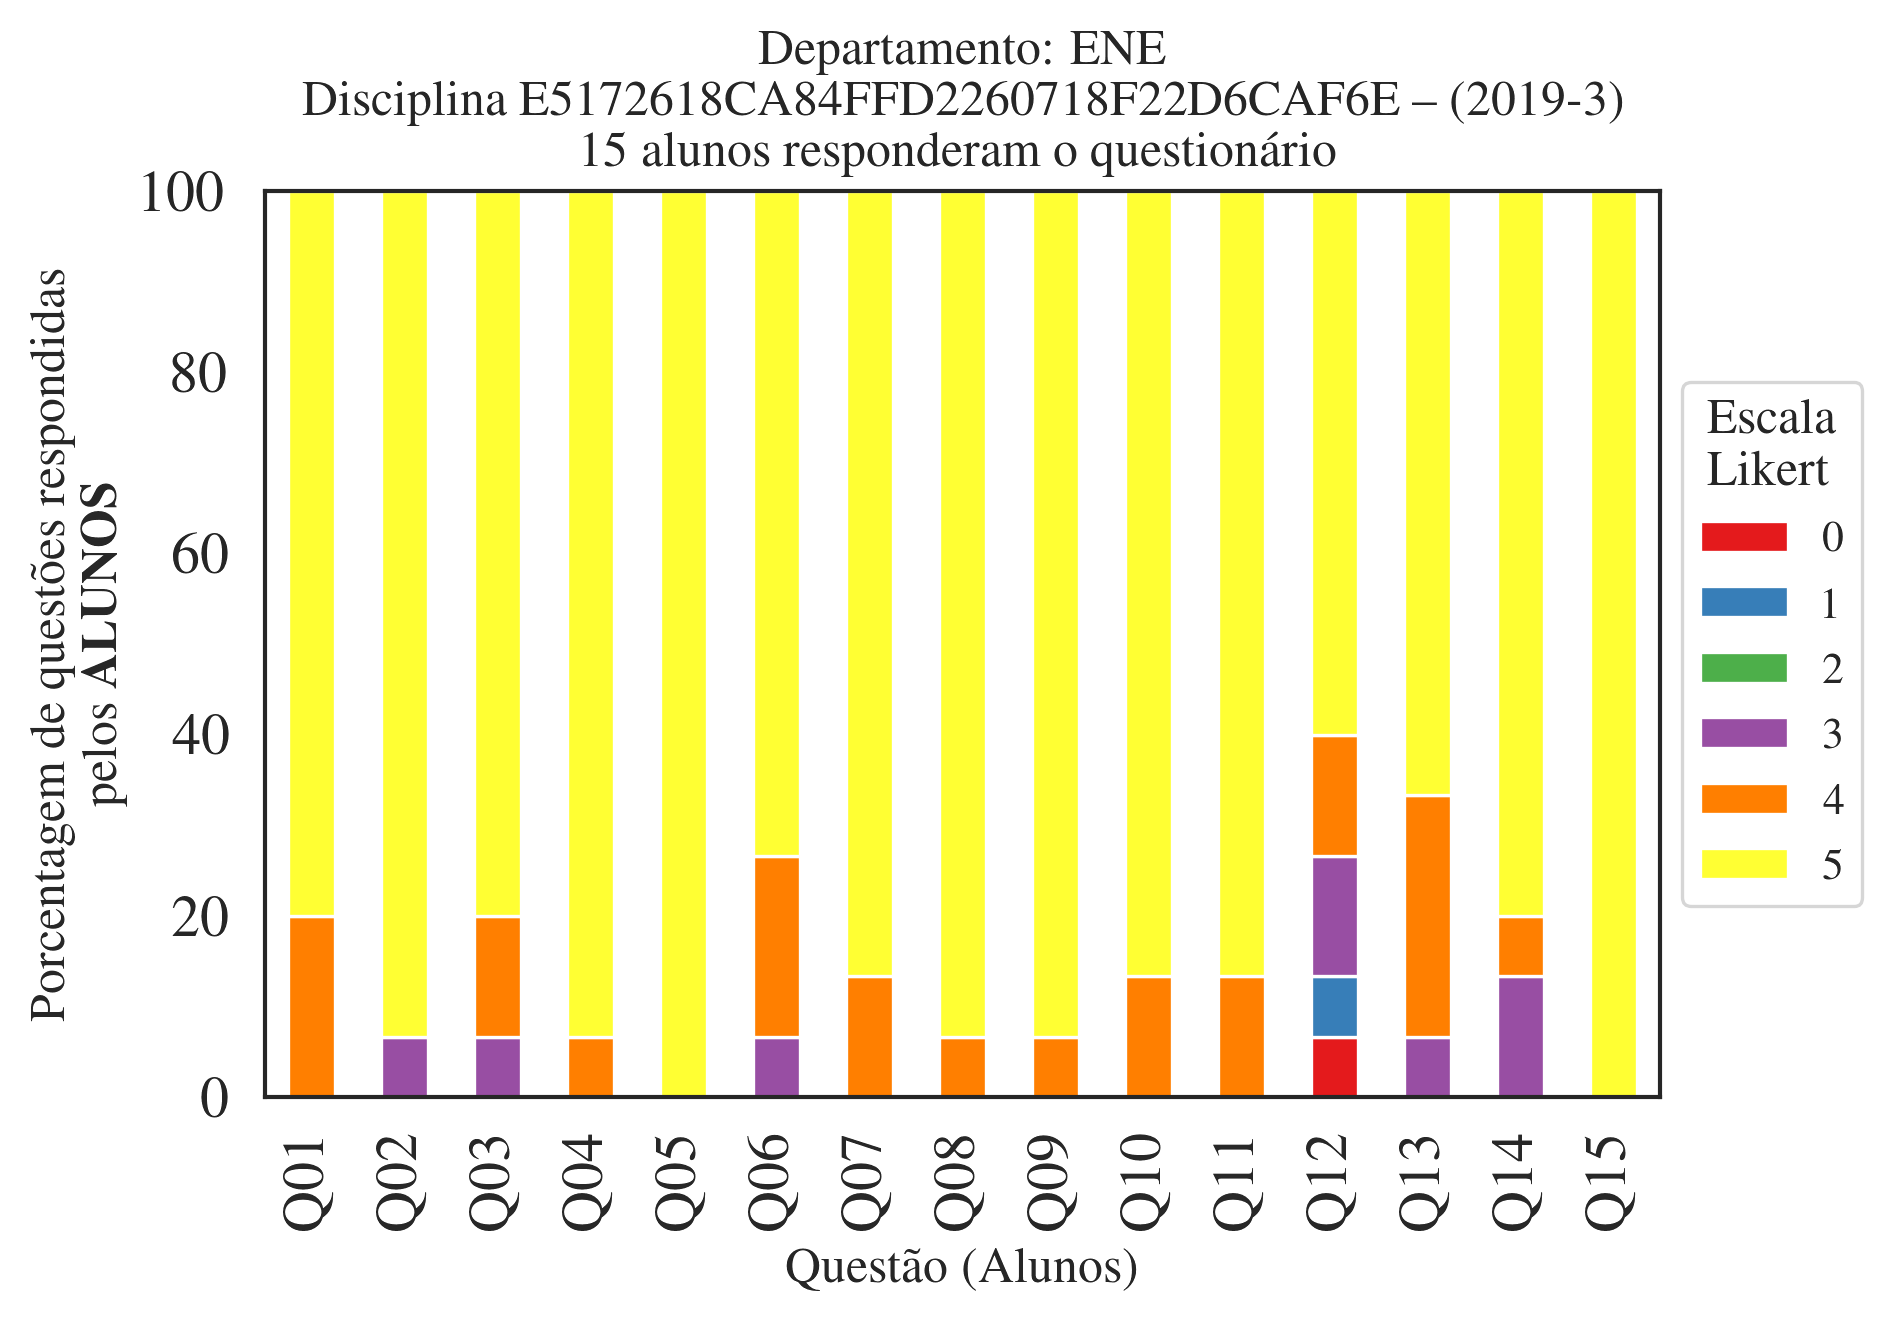 Departamento: ENE
Disciplina E5172618CA84FFD2260718F22D6CAF6E – (2019-3)
15 alunos responderam o questionário
Porcentagem de questões respondidas
pelos ALUNOS
100
80
60
40
20
0
Q01
Q02
Q03
Q04
Q05
Q06
Q07
Q08
Q09
Q10
Q11
Q12
Q13
Q14
Q15
Questão (Alunos)
Escala
Likert
0
1
2
3
4
5